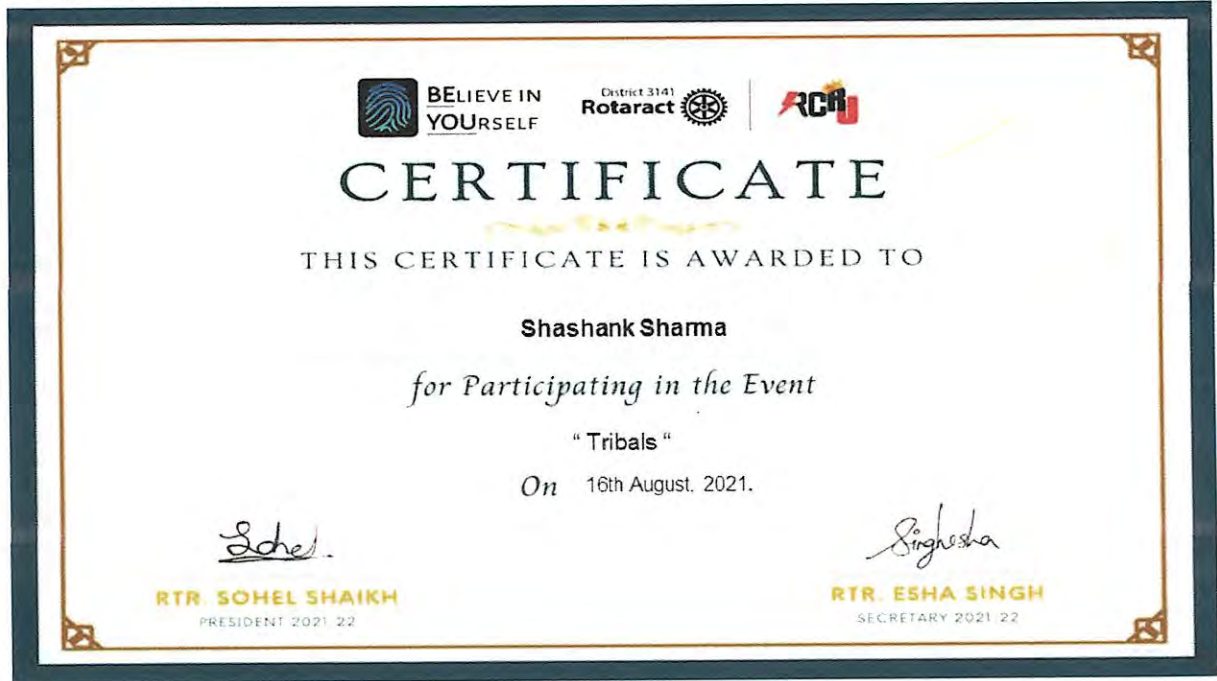 BELIEVE IN
YOURSELF
District 3141
Rotaract
RCRJ
CERTIFICATE
THIS CERTIFICATE IS AWARDED TO
Shashank Sharma
for Participating in the Event
" Tribals "
On 16th August, 2021.
Sohel.
Singhesha
RTR. SOHEL SHAIKH
RTR. ESHA SINGH
PRESIDENT 2021 22
SECRETARY 2021 22